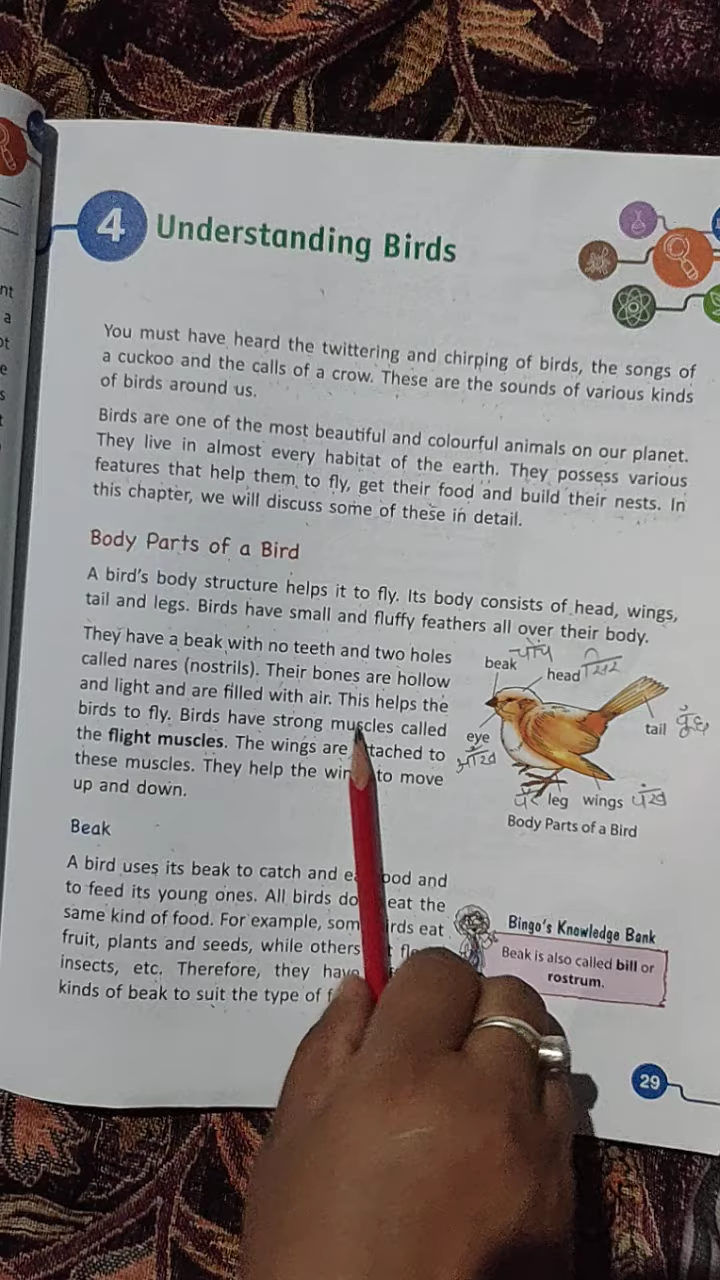 4 Understanding Birds
You must have heard the twittering and chirping of birds, the songs of
a cuckoo and the calls of a crow. These are the sounds of various kinds
of birds around us.
Birds are one of the most beautiful and colourful animals on our planet.
They live in almost every habitat of the earth. They possess various
features that help them to fly, get their food and build their nests. In
this chapter, we will discuss some of these in detail.
Body Parts of a Bird
A bird's body structure helps it to fly. Its body consists of head, wings,
tail and legs. Birds have small and fluffy feathers all over their body.
They have a beak with no teeth and two holes
called nares (nostrils). Their bones are hollow
and light and are filled with air. This helps the
birds to fly. Birds have strong muscles called
the flight muscles. The wings are
these muscles. They help the to move
up and down.
beak चोंच
head सिर
eye आँख
tail पूँछ
पैर leg
wings पंख
Body Parts of a Bird
Beak
A bird uses its beak to catch and and
to feed its young ones. All birds do eat the
same kind of food. For example, eat
fruit, plants and seeds, while others
insects, etc. Therefore, they
kinds of beak to suit the type of
Bingo's Knowledge Bank
Beak is also called bill or
rostrum.
29